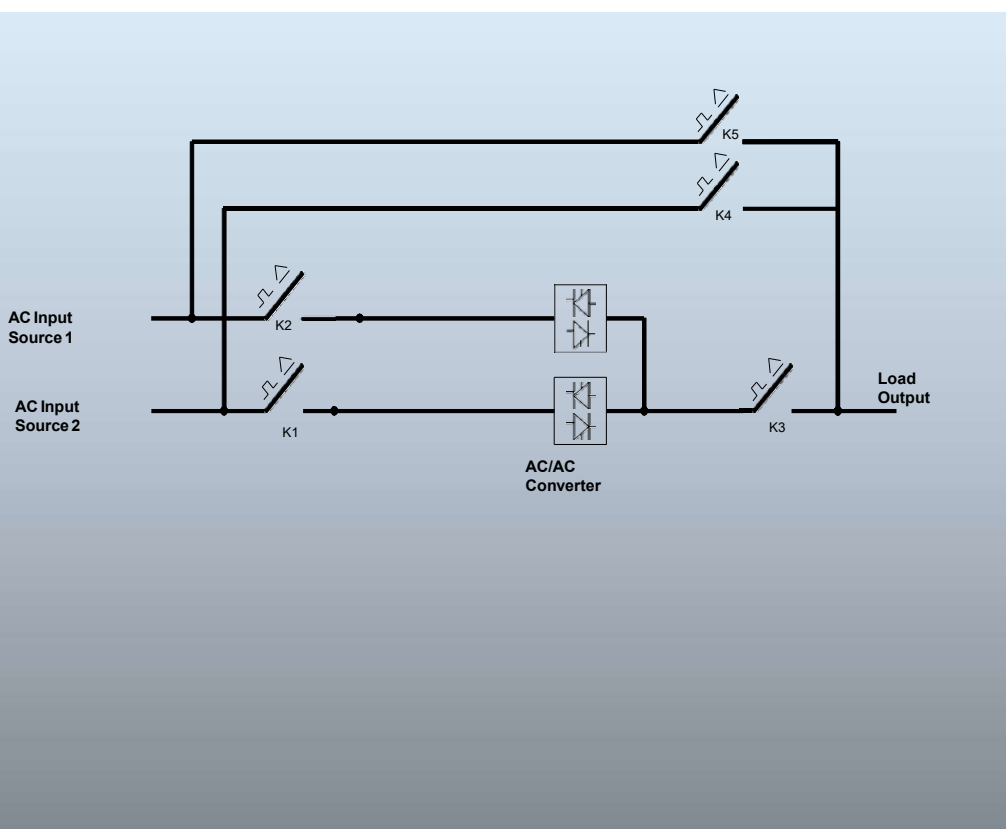 K5
K4
AC Input
Source 1
K2
AC Input
Source 2
K1
Load
Output
K3
AC/AC
Converter